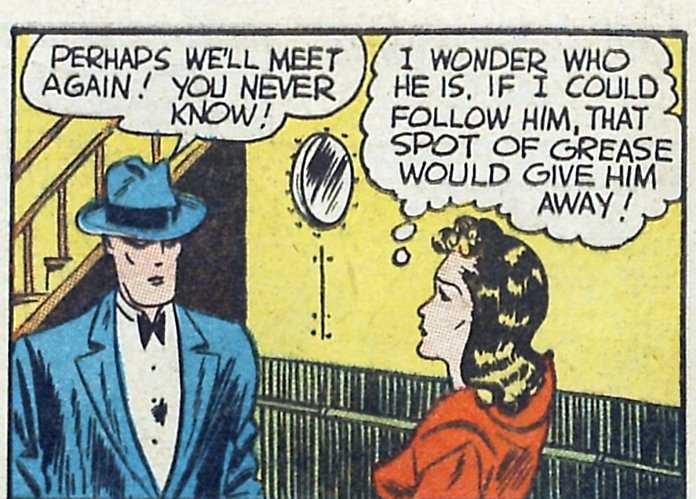 PERHAPS WE'LL MEET
AGAIN! YOU NEVER
KNOW!
I WONDER WHO
HE IS. IF I COULD
FOLLOW HIM, THAT
SPOT OF GREASE
WOULD GIVE HIM
AWAY!